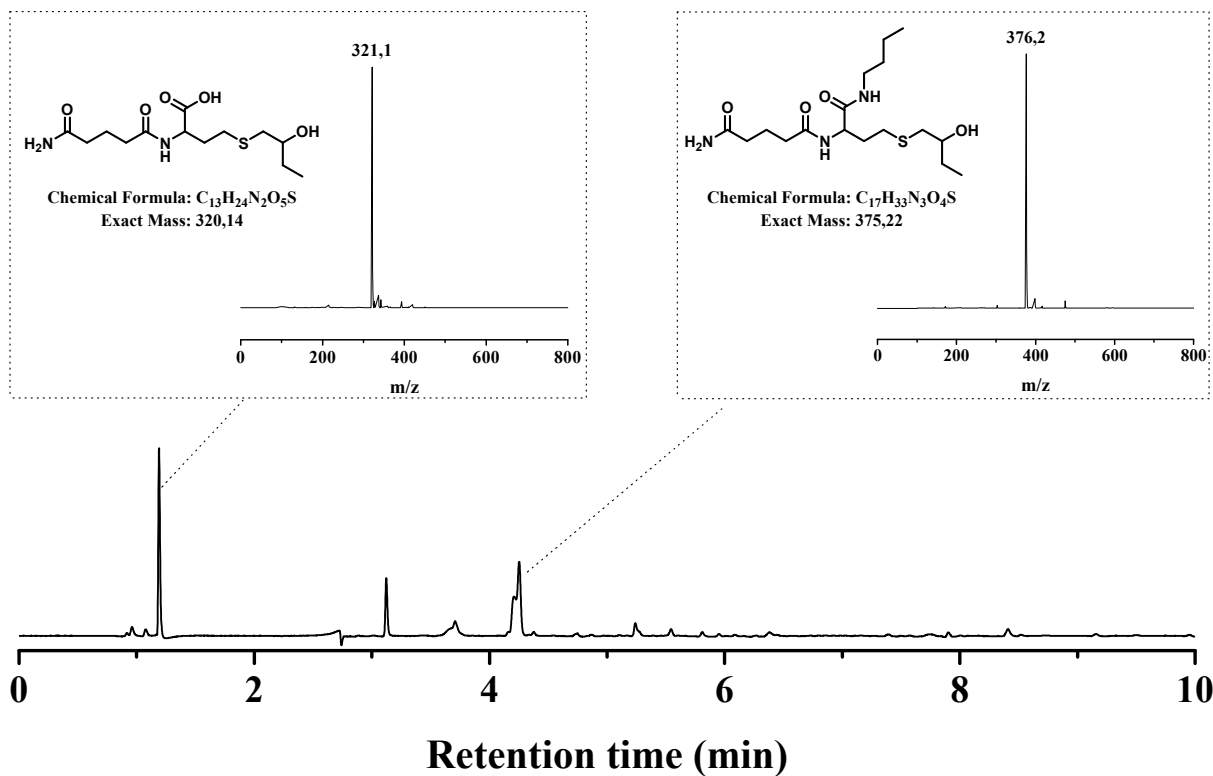 321,1
O
O
O
OH
H₂N
N
H
S
OH
Chemical Formula: C₁₃H₂₄N₂O₅S
Exact Mass: 320,14
0 200 400 600 800
m/z
376,2
O
O
O
NH
H₂N
N
H
S
OH
Chemical Formula: C₁₇H₃₃N₃O₄S
Exact Mass: 375,22
0 200 400 600 800
m/z
0 2 4 6 8 10
Retention time (min)